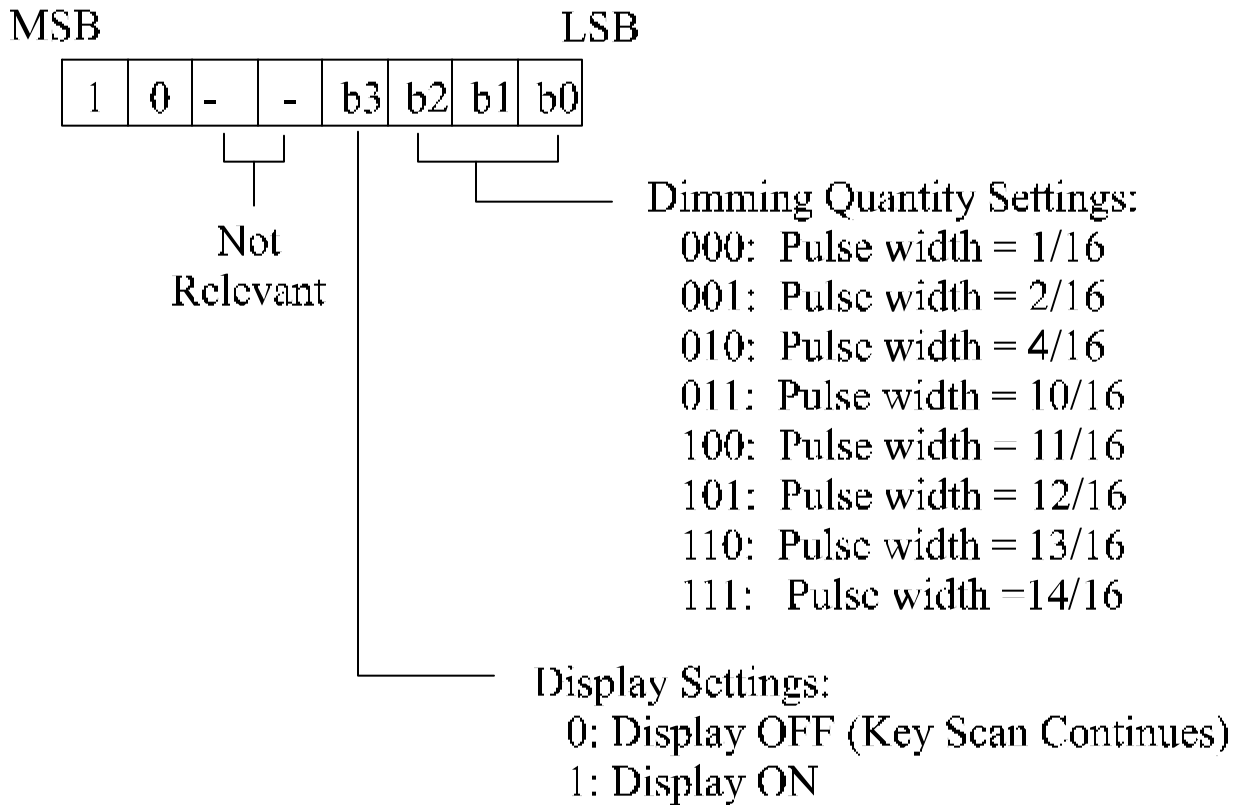 MSB LSB
1 0 - - b3 b2 b1 b0
Dimming Quantity Settings:
000: Pulse width = 1/16
Not
Relevant
001: Pulse width = 2/16
010: Pulse width = 4/16
011: Pulse width = 10/16
100: Pulse width = 11/16
101: Pulse width = 12/16
110: Pulse width = 13/16
111: Pulse width =14/16
Display Settings:
0: Display OFF (Key Scan Continues)
1: Display ON